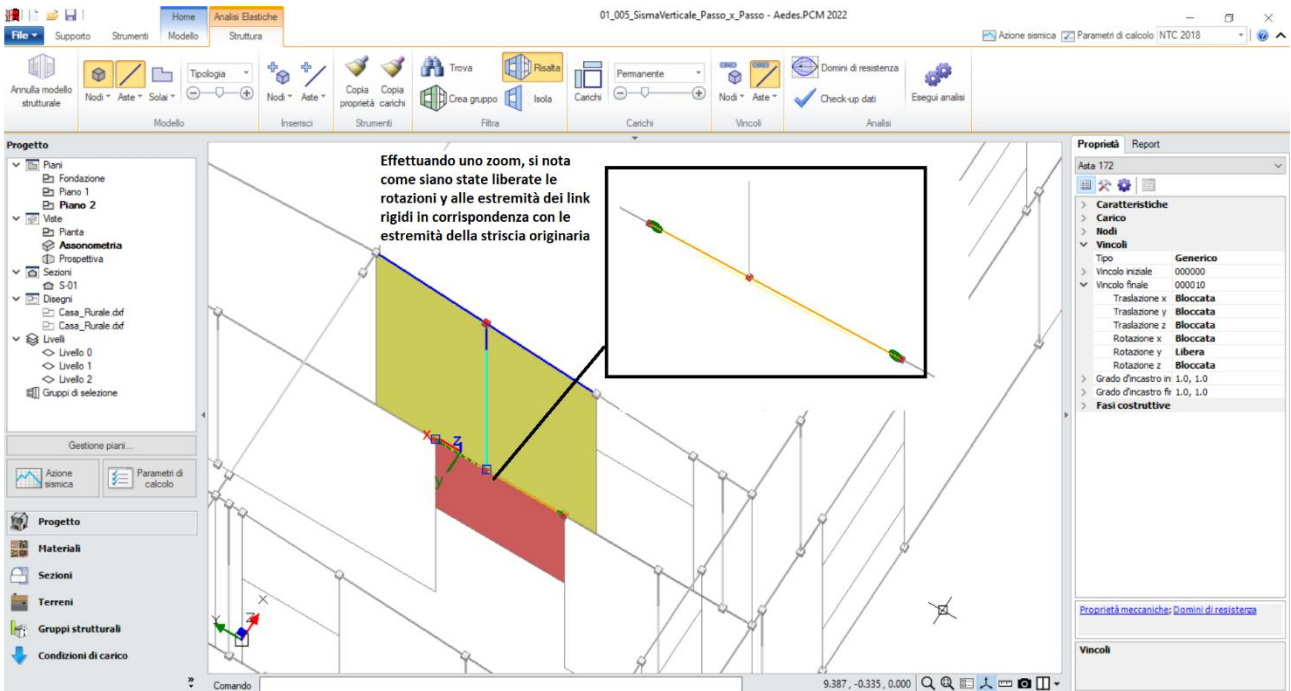 01_005_SismaVerticale_Passo_x_Passo - Aedes.PCM 2022
Home
Analisi Elastiche
File
Supporto
Strumenti
Modello
Struttura
Azione sismica
Parametri di calcolo
NTC 2018
Annulla modello
strutturale
Nodi
Aste
Solai
Tipologia
Modello
Nodi
Aste
Inserisci
Copia
proprietà
Copia
carichi
Strumenti
Trova
Crea gruppo
Risalta
Isola
Filtra
Carichi
Permanente
Carichi
Nodi
Aste
Vincoli
Domini di resistenza
Check-up dati
Esegui analisi
Analisi
Progetto
Piani
Fondazione
Piano 1
Piano 2
Viste
Pianta
Assonometria
Prospettiva
Sezioni
S-01
Disegni
Casa_Rurale.dxf
Casa_Rurale.dxf
Livelli
Livello 0
Livello 1
Livello 2
Gruppi di selezione
Gestione piani...
Azione
sismica
Parametri di
calcolo
Progetto
Materiali
Sezioni
Terreni
Gruppi strutturali
Condizioni di carico
Effettuando uno zoom, si nota
come siano state liberate le
rotazioni y alle estremità dei link
rigidi in corrispondenza con le
estremità della striscia originaria
x
z
y
X
Y
Z
Comando
9.387 , -0.335 , 0.000
Proprietà
Report
Asta 172
Caratteristiche
Carico
Nodi
Vincoli
Tipo Generico
Vincolo iniziale 000000
Vincolo finale 000010
Traslazione x Bloccata
Traslazione y Bloccata
Traslazione z Bloccata
Rotazione x Bloccata
Rotazione y Libera
Rotazione z Bloccata
Grado d'incastro in 1.0, 1.0
Grado d'incastro fir 1.0, 1.0
Fasi costruttive
Proprietà meccaniche; Domini di resistenza
Vincoli